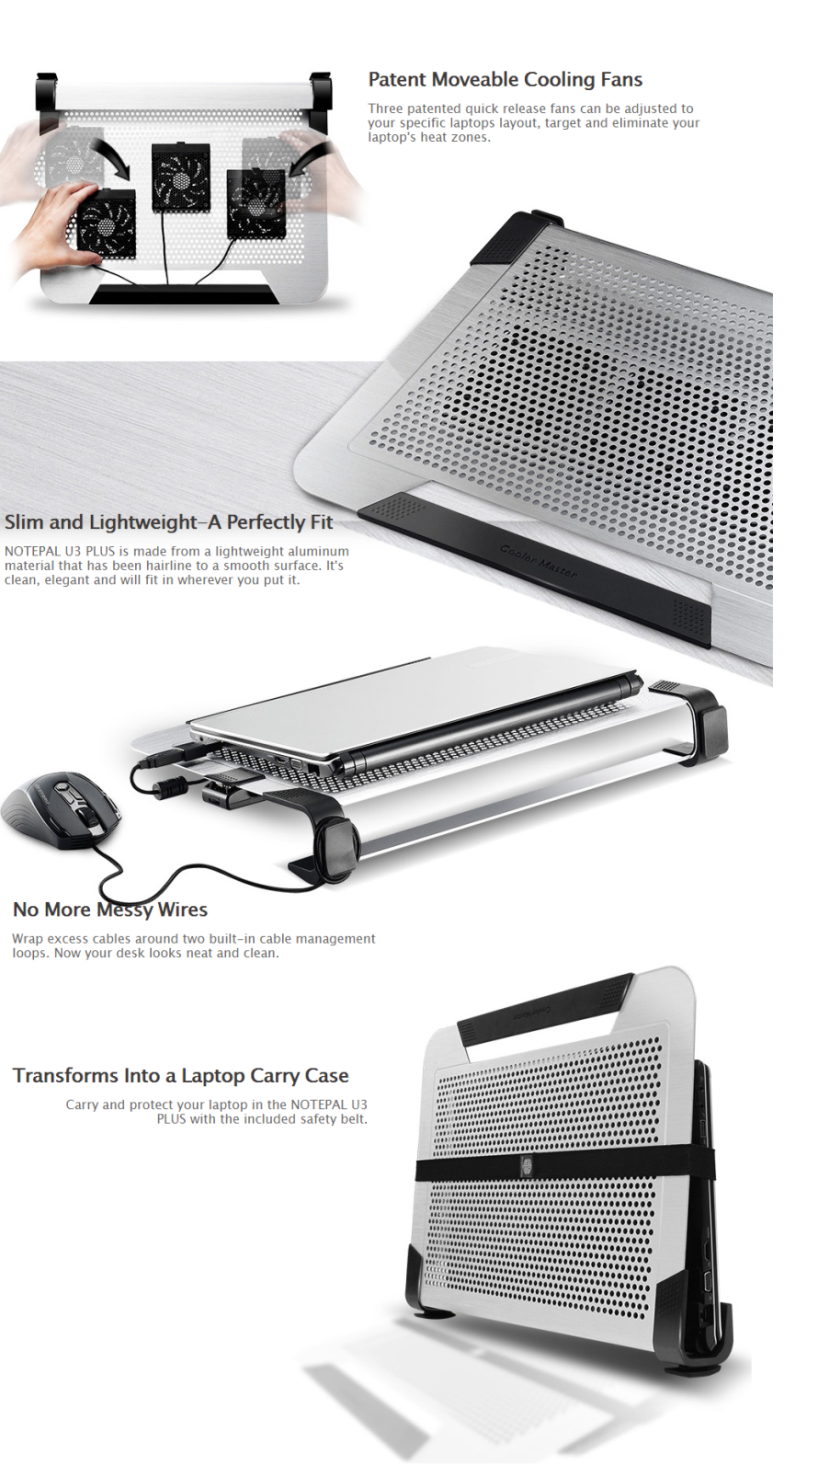 Patent Moveable Cooling Fans
Three patented quick release fans can be adjusted to
your specific laptops layout, target and eliminate your
laptop's heat zones.
Cooler Master
Slim and Lightweight–A Perfectly Fit
NOTEPAL U3 PLUS is made from a lightweight aluminum
material that has been hairline to a smooth surface. It's
clean, elegant and will fit in wherever you put it.
No More Messy Wires
Wrap excess cables around two built-in cable management
loops. Now your desk looks neat and clean.
Cooler Master
Transforms Into a Laptop Carry Case
Carry and protect your laptop in the NOTEPAL U3
PLUS with the included safety belt.